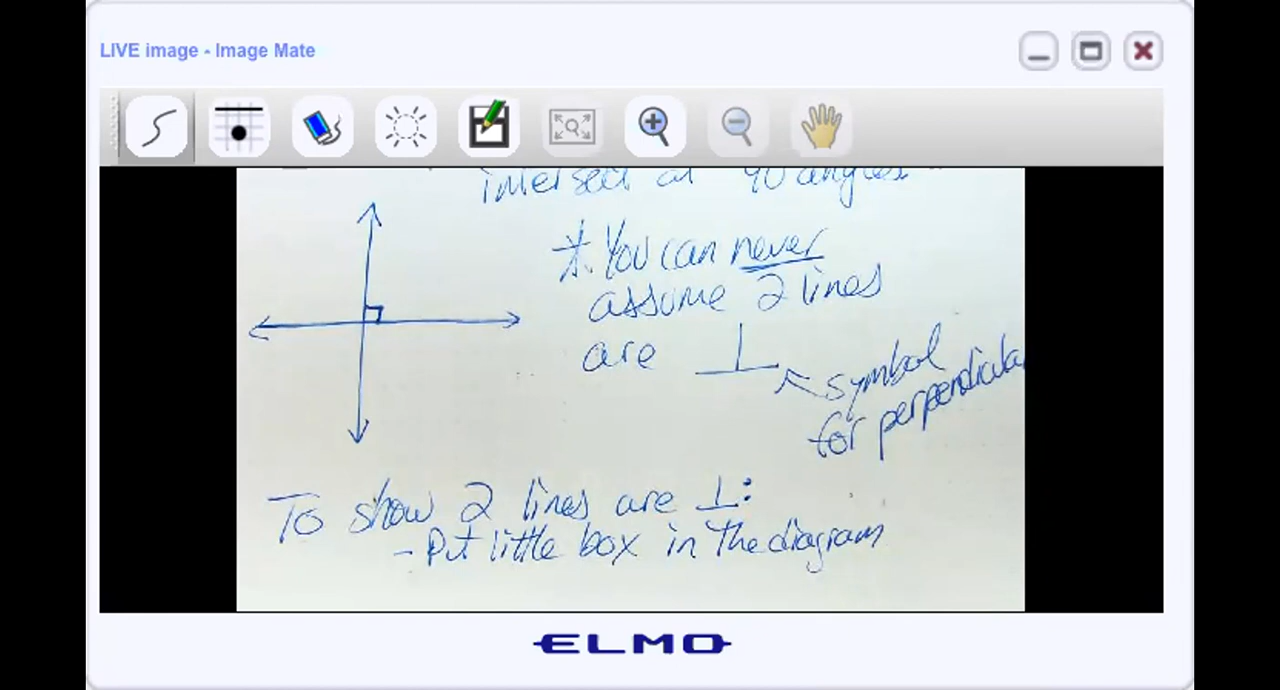 LIVE image - Image Mate
intersect at 90 angles
* You can never
assume 2 lines
are ⊥
symbol
for perpendicular
To show 2 lines are ⊥:
- Put little box in the diagram
ELMO